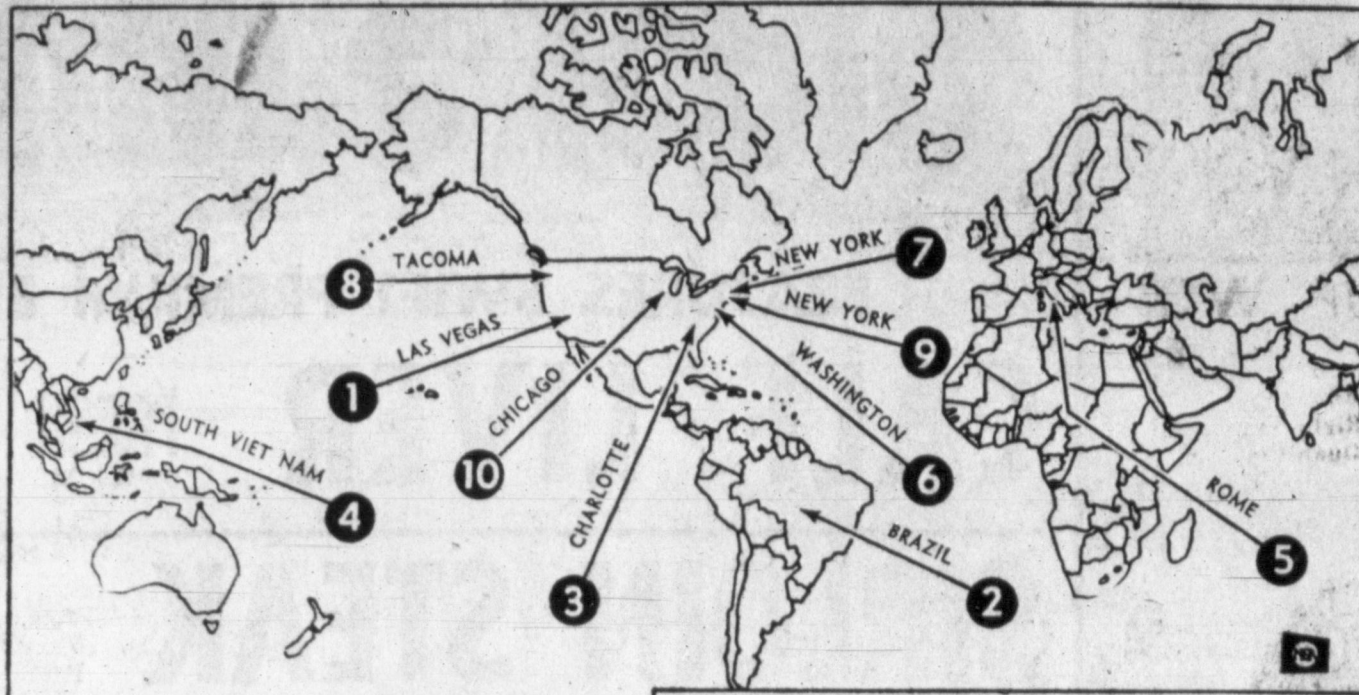 NEW YORK 7
8 TACOMA
NEW YORK 9
LAS VEGAS
1
CHICAGO
10
WASHINGTON
6
SOUTH VIET NAM
4
CHARLOTTE
3
BRAZIL
2
ROME
5